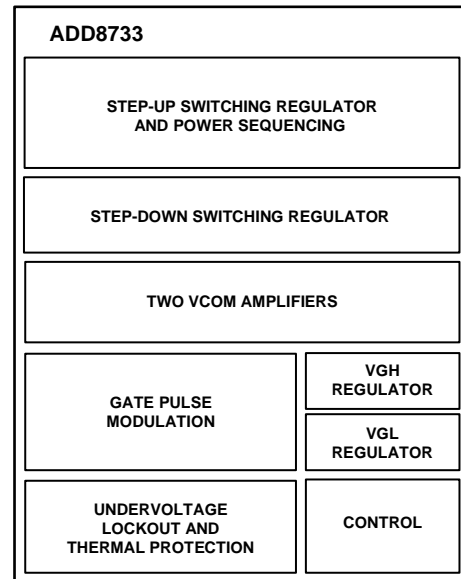 ADD8733
STEP-UP SWITCHING REGULATOR
AND POWER SEQUENCING
STEP-DOWN SWITCHING REGULATOR
TWO VCOM AMPLIFIERS
GATE PULSE
MODULATION
VGH
REGULATOR
VGL
REGULATOR
UNDERVOLTAGE
LOCKOUT AND
THERMAL PROTECTION
CONTROL